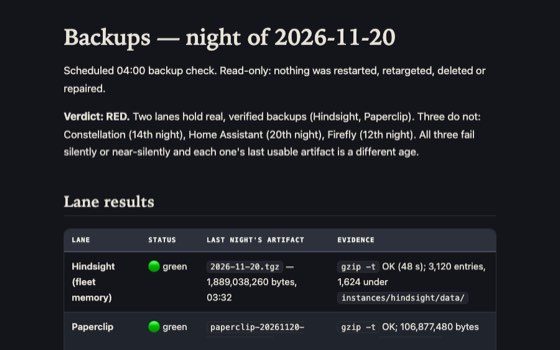 Backups — night of 2026-11-20
Scheduled 04:00 backup check. Read-only: nothing was restarted, retargeted, deleted or
repaired.
Verdict: RED. Two lanes hold real, verified backups (Hindsight, Paperclip). Three do not:
Constellation (14th night), Home Assistant (20th night), Firefly (12th night). All three fail
silently or near-silently and each one's last usable artifact is a different age.
Lane results
LANE STATUS LAST NIGHT'S ARTIFACT EVIDENCE
Hindsight green 2026-11-20.tgz — gzip -t OK (48 s); 3,120 entries,
(fleet 1,889,038,260 bytes, 1,624 under
memory) 03:32 instances/hindsight/data/
Paperclip green paperclip-20261120- gzip -t OK; 106,877,480 bytes